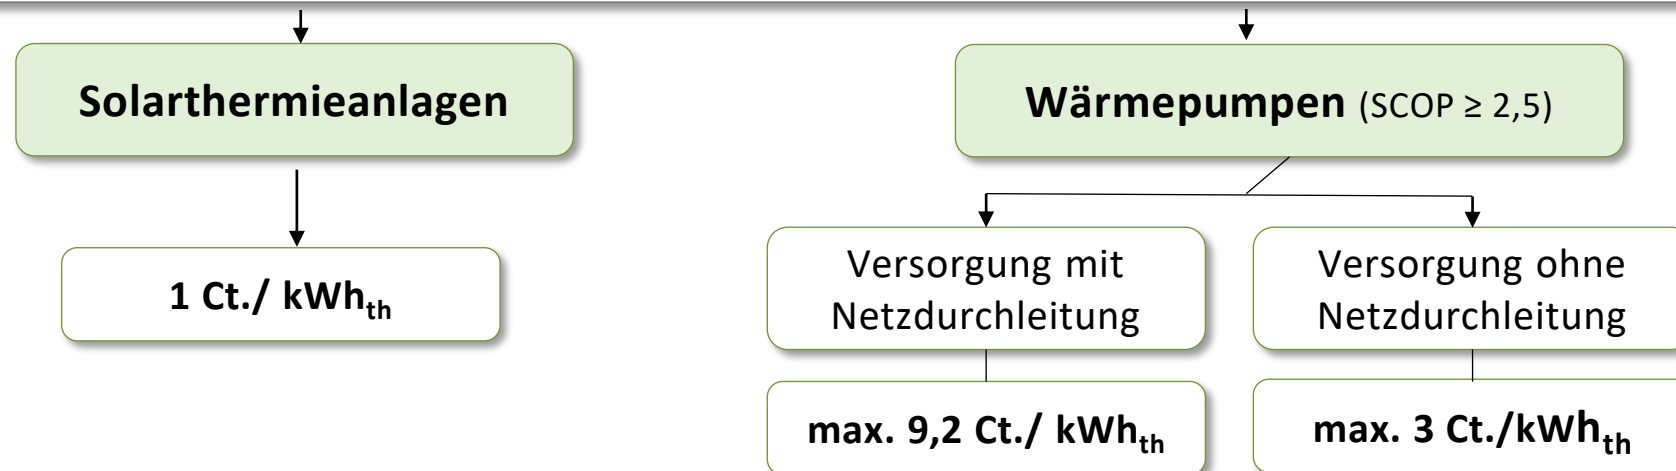 Solarthermieanlagen
1 Ct./ kWhth
Wärmepumpen (SCOP ≥ 2,5)
Versorgung mit
Netzdurchleitung
max. 9,2 Ct./ kWhth
Versorgung ohne
Netzdurchleitung
max. 3 Ct./kWhth